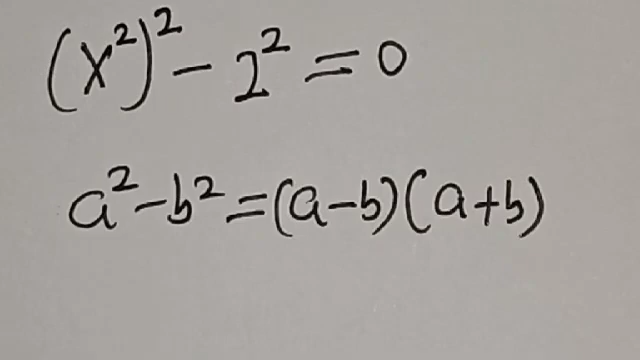 (x²)² - 2² = 0
a² - b² = (a - b)(a + b)